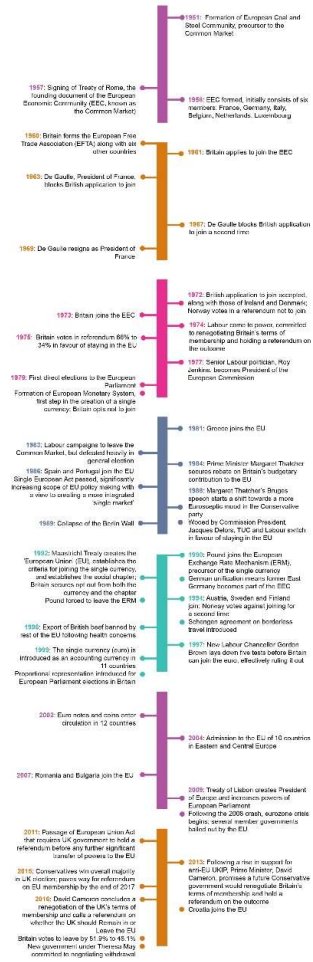 1951: Formation of European Coal and
Steel Community, precursor to the
Common Market
1957: Signing of Treaty of Rome, the
founding document of the European
Economic Community (EEC, known as
the Common Market)
1958: EEC formed, initially consists of six
members: France, Germany, Italy,
Belgium, Netherlands, Luxembourg
1960: Britain forms the European Free
Trade Association (EFTA) along with six
other countries
1961: Britain applies to join the EEC
1963: De Gaulle, President of France,
blocks British application to join
1967: De Gaulle blocks British application
to join a second time
1969: De Gaulle resigns as President of
France
1972: British application to join accepted,
along with those of Ireland and Denmark;
Norway votes in a referendum not to join
1973: Britain joins the EEC
1974: Labour come to power, committed
to renegotiating Britain's terms of
membership and holding a referendum on
the outcome
1975: Britain votes in referendum 66% to
34% in favour of staying in the EU
1977: Senior Labour politician, Roy
Jenkins, becomes President of the
European Commission
1979: First direct elections to the European
Parliament
Formation of European Monetary System,
first step in the creation of a single
currency; Britain opts not to join
1981: Greece joins the EU
1983: Labour campaigns to leave the
Common Market, but defeated heavily in
general election
1984: Prime Minister Margaret Thatcher
secures rebate on Britain's budgetary
contribution to the EU
1986: Spain and Portugal join the EU
Single European Act passed, significantly
increasing scope of EU policy making with
a view to creating a more integrated
'single market'
1988: Margaret Thatcher's Bruges
speech starts a shift towards a more
Eurosceptic mood in the Conservative
party
Wooed by Commission President,
Jacques Delors, TUC and Labour switch
in favour of staying in the EU
1989: Collapse of the Berlin Wall
1990: Pound joins the European
Exchange Rate Mechanism (ERM),
precursor of the single currency
German unification means former East
Germany becomes part of the EEC
1992: Maastricht Treaty creates the
'European Union' (EU), establishes the
criteria for joining the single currency,
and establishes the social chapter;
Britain secures opt out from both the
currency and the chapter
Pound forced to leave the ERM
1994: Austria, Sweden and Finland
join. Norway votes against joining for
a second time
Schengen agreement on borderless
travel introduced
1996: Export of British beef banned by
rest of the EU following health concerns
1997: New Labour Chancellor Gordon
Brown lays down five tests before Britain
can join the euro, effectively ruling it out
1999: The single currency (euro) is
introduced as an accounting currency in
11 countries
Proportional representation introduced for
European Parliament elections in Britain
2002: Euro notes and coins enter
circulation in 12 countries
2004: Admission to the EU of 10 countries
in Eastern and Central Europe
2007: Romania and Bulgaria join the EU
2009: Treaty of Lisbon creates President
of Europe and increases powers of
European Parliament
Following the 2008 crash, eurozone crisis
begins; several member governments
bailed out by the EU
2011: Passage of European Union Act
that requires UK government to hold a
referendum before any further significant
transfer of powers to the EU
2013: Following a rise in support for
anti-EU UKIP, Prime Minister, David
Cameron, promises a future Conservative
government would renegotiate Britain's
terms of membership and hold a
referendum on the outcome
Croatia joins the EU
2015: Conservatives win overall majority
in UK election; paves way for referendum
on EU membership by the end of 2017
2016: David Cameron concludes a
renegotiation of the UK's terms of
membership and calls a referendum on
whether the UK should Remain in or
Leave the EU
Britain votes to leave by 51.9% to 48.1%
New government under Theresa May
committed to negotiating withdrawal